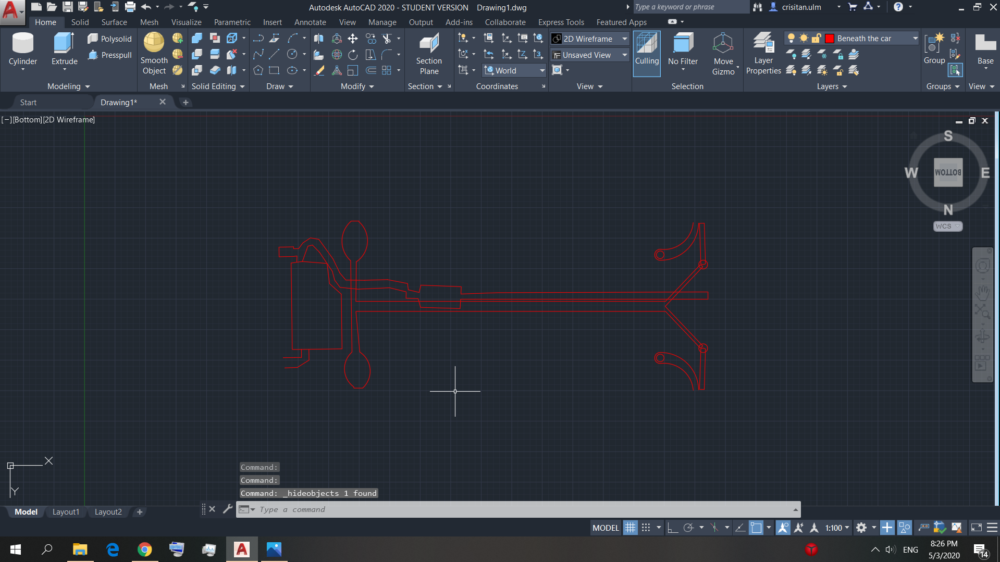 Autodesk AutoCAD 2020 - STUDENT VERSION Drawing1.dwg
Type a keyword or phrase
crisitan.ulm
Home Solid Surface Mesh Visualize Parametric Insert Annotate View Manage Output Add-ins Collaborate Express Tools Featured Apps
Cylinder
Extrude
Polysolid
Presspull
Smooth
Object
Section
Plane
World
2D Wireframe
Unsaved View
Culling
No Filter
Move
Gizmo
Layer
Properties
Beneath the car
Group
Base
Modeling Mesh Solid Editing Draw Modify Section Coordinates View Selection Layers Groups View
Start Drawing1*
[−][Bottom][2D Wireframe]
S
W BOTTOM E
N
WCS
X
Y
Command:
Command:
Command: _hideobjects 1 found
Type a command
Model Layout1 Layout2
MODEL 1:100
ENG
8:26 PM
5/3/2020
14